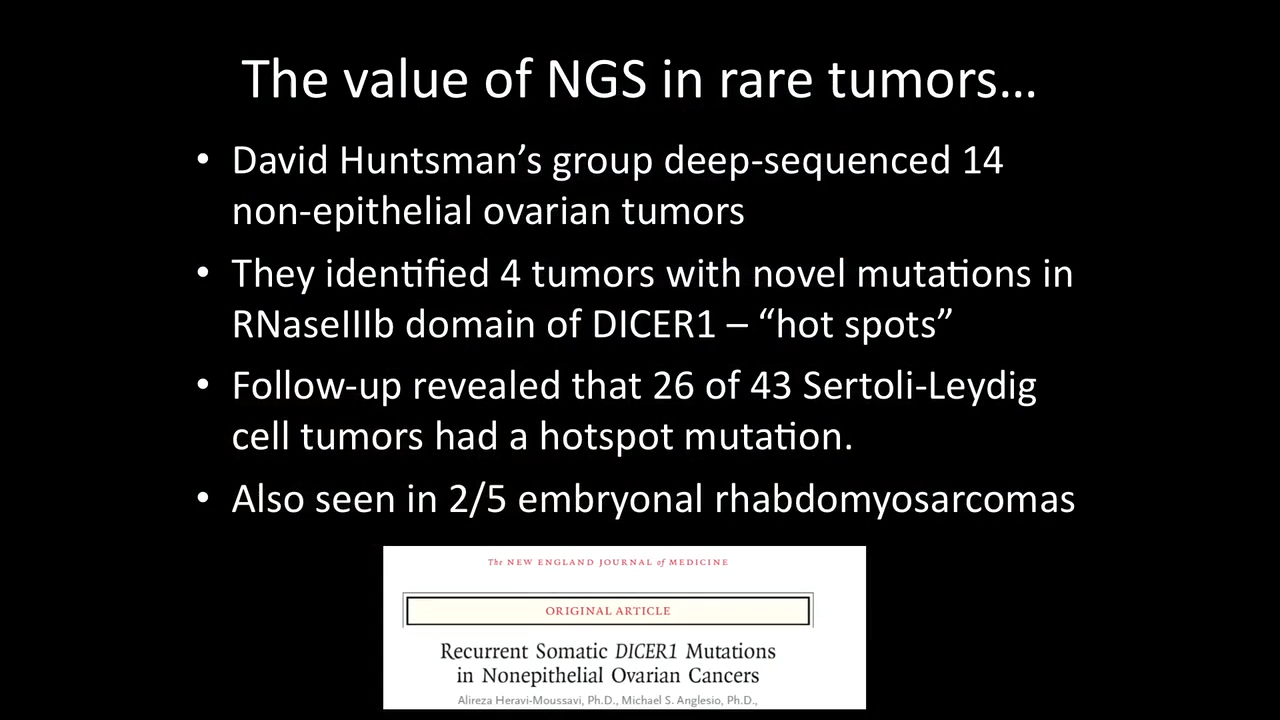 The value of NGS in rare tumors…
• David Huntsman’s group deep-sequenced 14
non-epithelial ovarian tumors
• They identified 4 tumors with novel mutations in
RNaseIIIb domain of DICER1 – “hot spots”
• Follow-up revealed that 26 of 43 Sertoli-Leydig
cell tumors had a hotspot mutation.
• Also seen in 2/5 embryonal rhabdomyosarcomas
The NEW ENGLAND JOURNAL of MEDICINE
ORIGINAL ARTICLE
Recurrent Somatic DICER1 Mutations
in Nonepithelial Ovarian Cancers
Alireza Heravi-Moussavi, Ph.D., Michael S. Anglesio, Ph.D.,